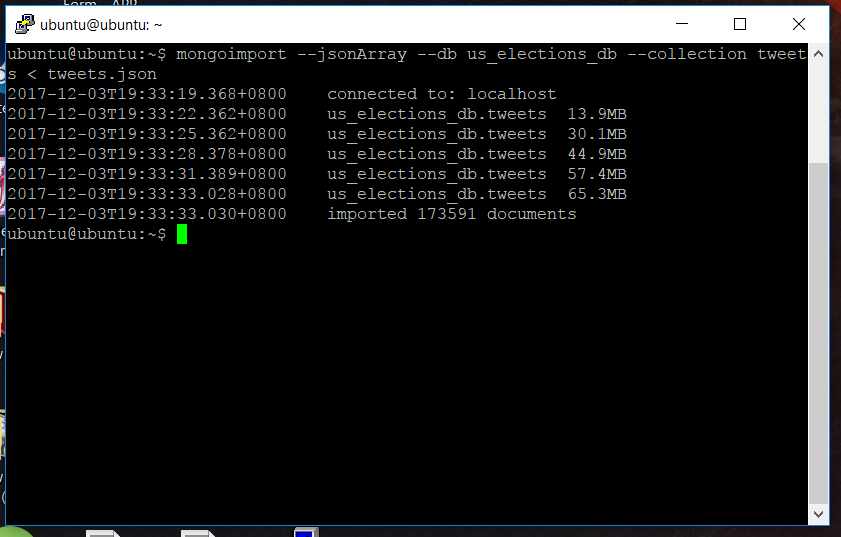 Form - APP
ubuntu@ubuntu: ~
ubuntu@ubuntu:~$ mongoimport --jsonArray --db us_elections_db --collection tweet
s < tweets.json
2017-12-03T19:33:19.368+0800    connected to: localhost
2017-12-03T19:33:22.362+0800    us_elections_db.tweets  13.9MB
2017-12-03T19:33:25.362+0800    us_elections_db.tweets  30.1MB
2017-12-03T19:33:28.378+0800    us_elections_db.tweets  44.9MB
2017-12-03T19:33:31.389+0800    us_elections_db.tweets  57.4MB
2017-12-03T19:33:33.028+0800    us_elections_db.tweets  65.3MB
2017-12-03T19:33:33.030+0800    imported 173591 documents
ubuntu@ubuntu:~$